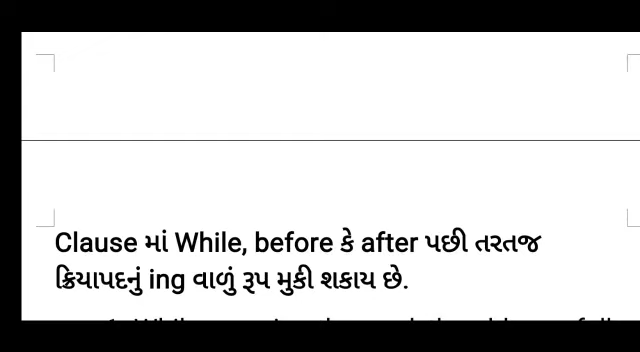 Clause માં While, before કે after પછી તરતજ
ક્રિયાપદનું ing વાળું રૂપ મુકી શકાય છે.